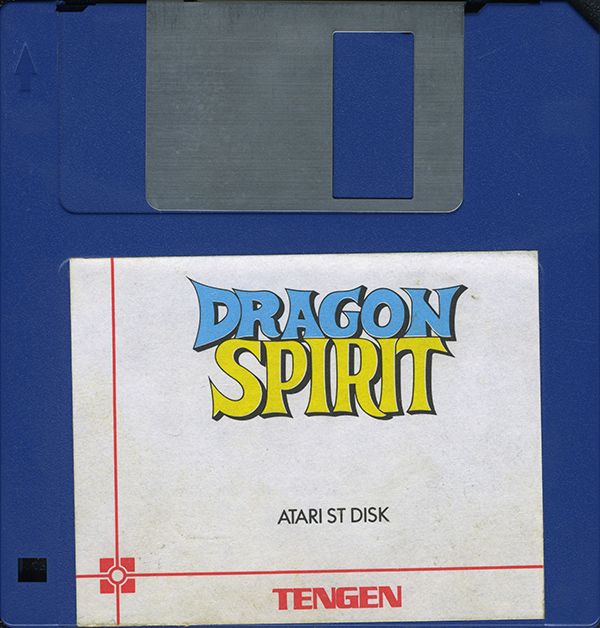 DRAGON
SPIRIT
ATARI ST DISK
TENGEN